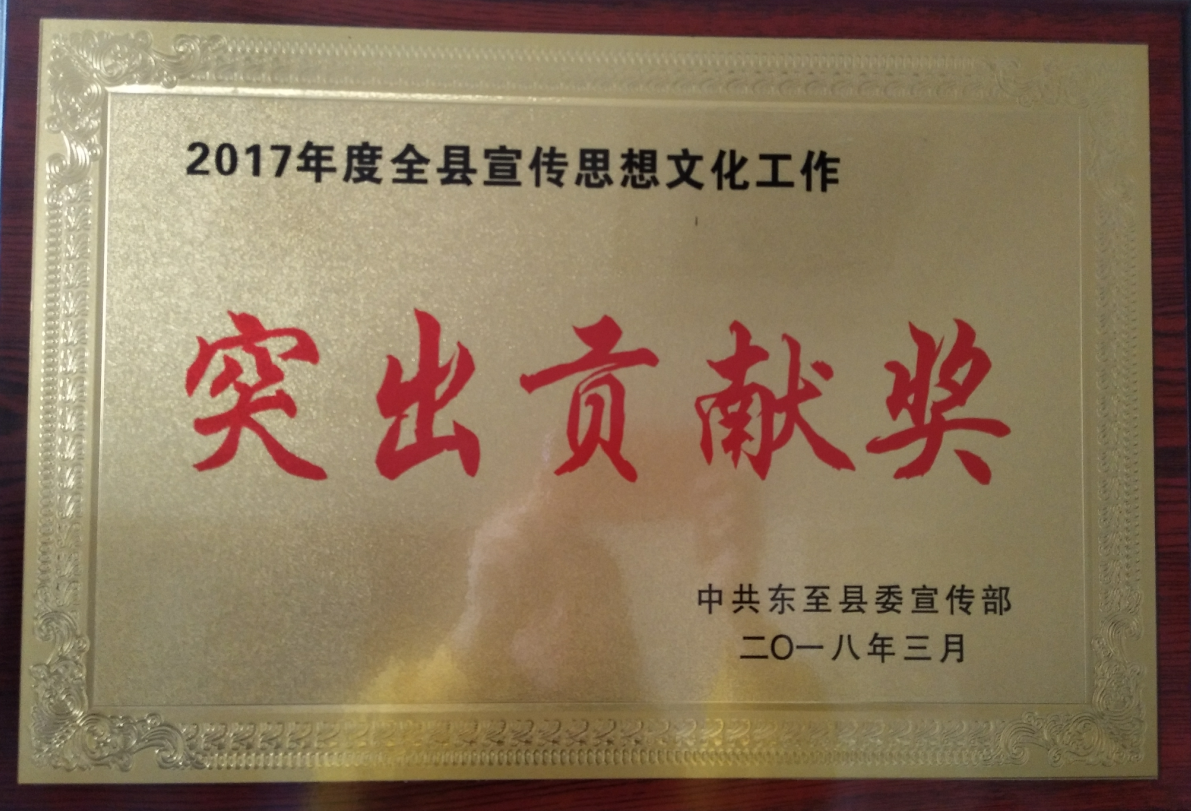 2017年度全县宣传思想文化工作
突出贡献奖
中共东至县委宣传部
二〇一八年三月